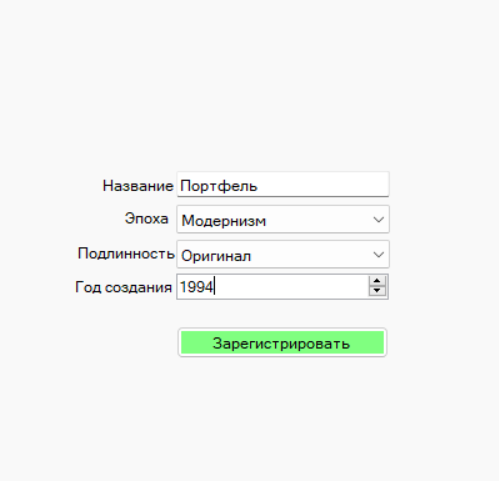 Название Портфель
Эпоха Модернизм
Подлинность Оригинал
Год создания 1994
Зарегистрировать